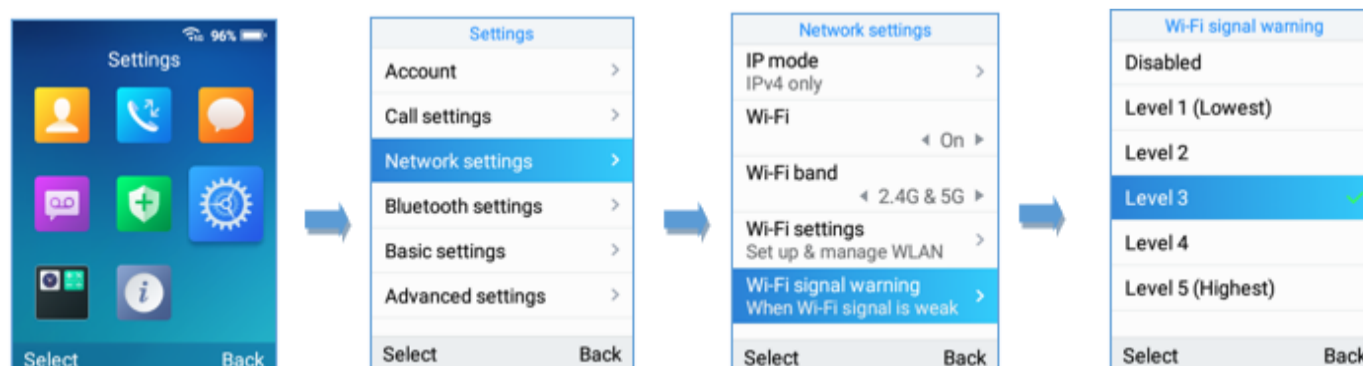 96%
Settings
Select Back
Settings
Account
Call settings
Network settings
Bluetooth settings
Basic settings
Advanced settings
Select Back
Network settings
IP mode
IPv4 only
Wi-Fi
On
Wi-Fi band
2.4G & 5G
Wi-Fi settings
Set up & manage WLAN
Wi-Fi signal warning
When Wi-Fi signal is weak
Select Back
Wi-Fi signal warning
Disabled
Level 1 (Lowest)
Level 2
Level 3
Level 4
Level 5 (Highest)
Select Back